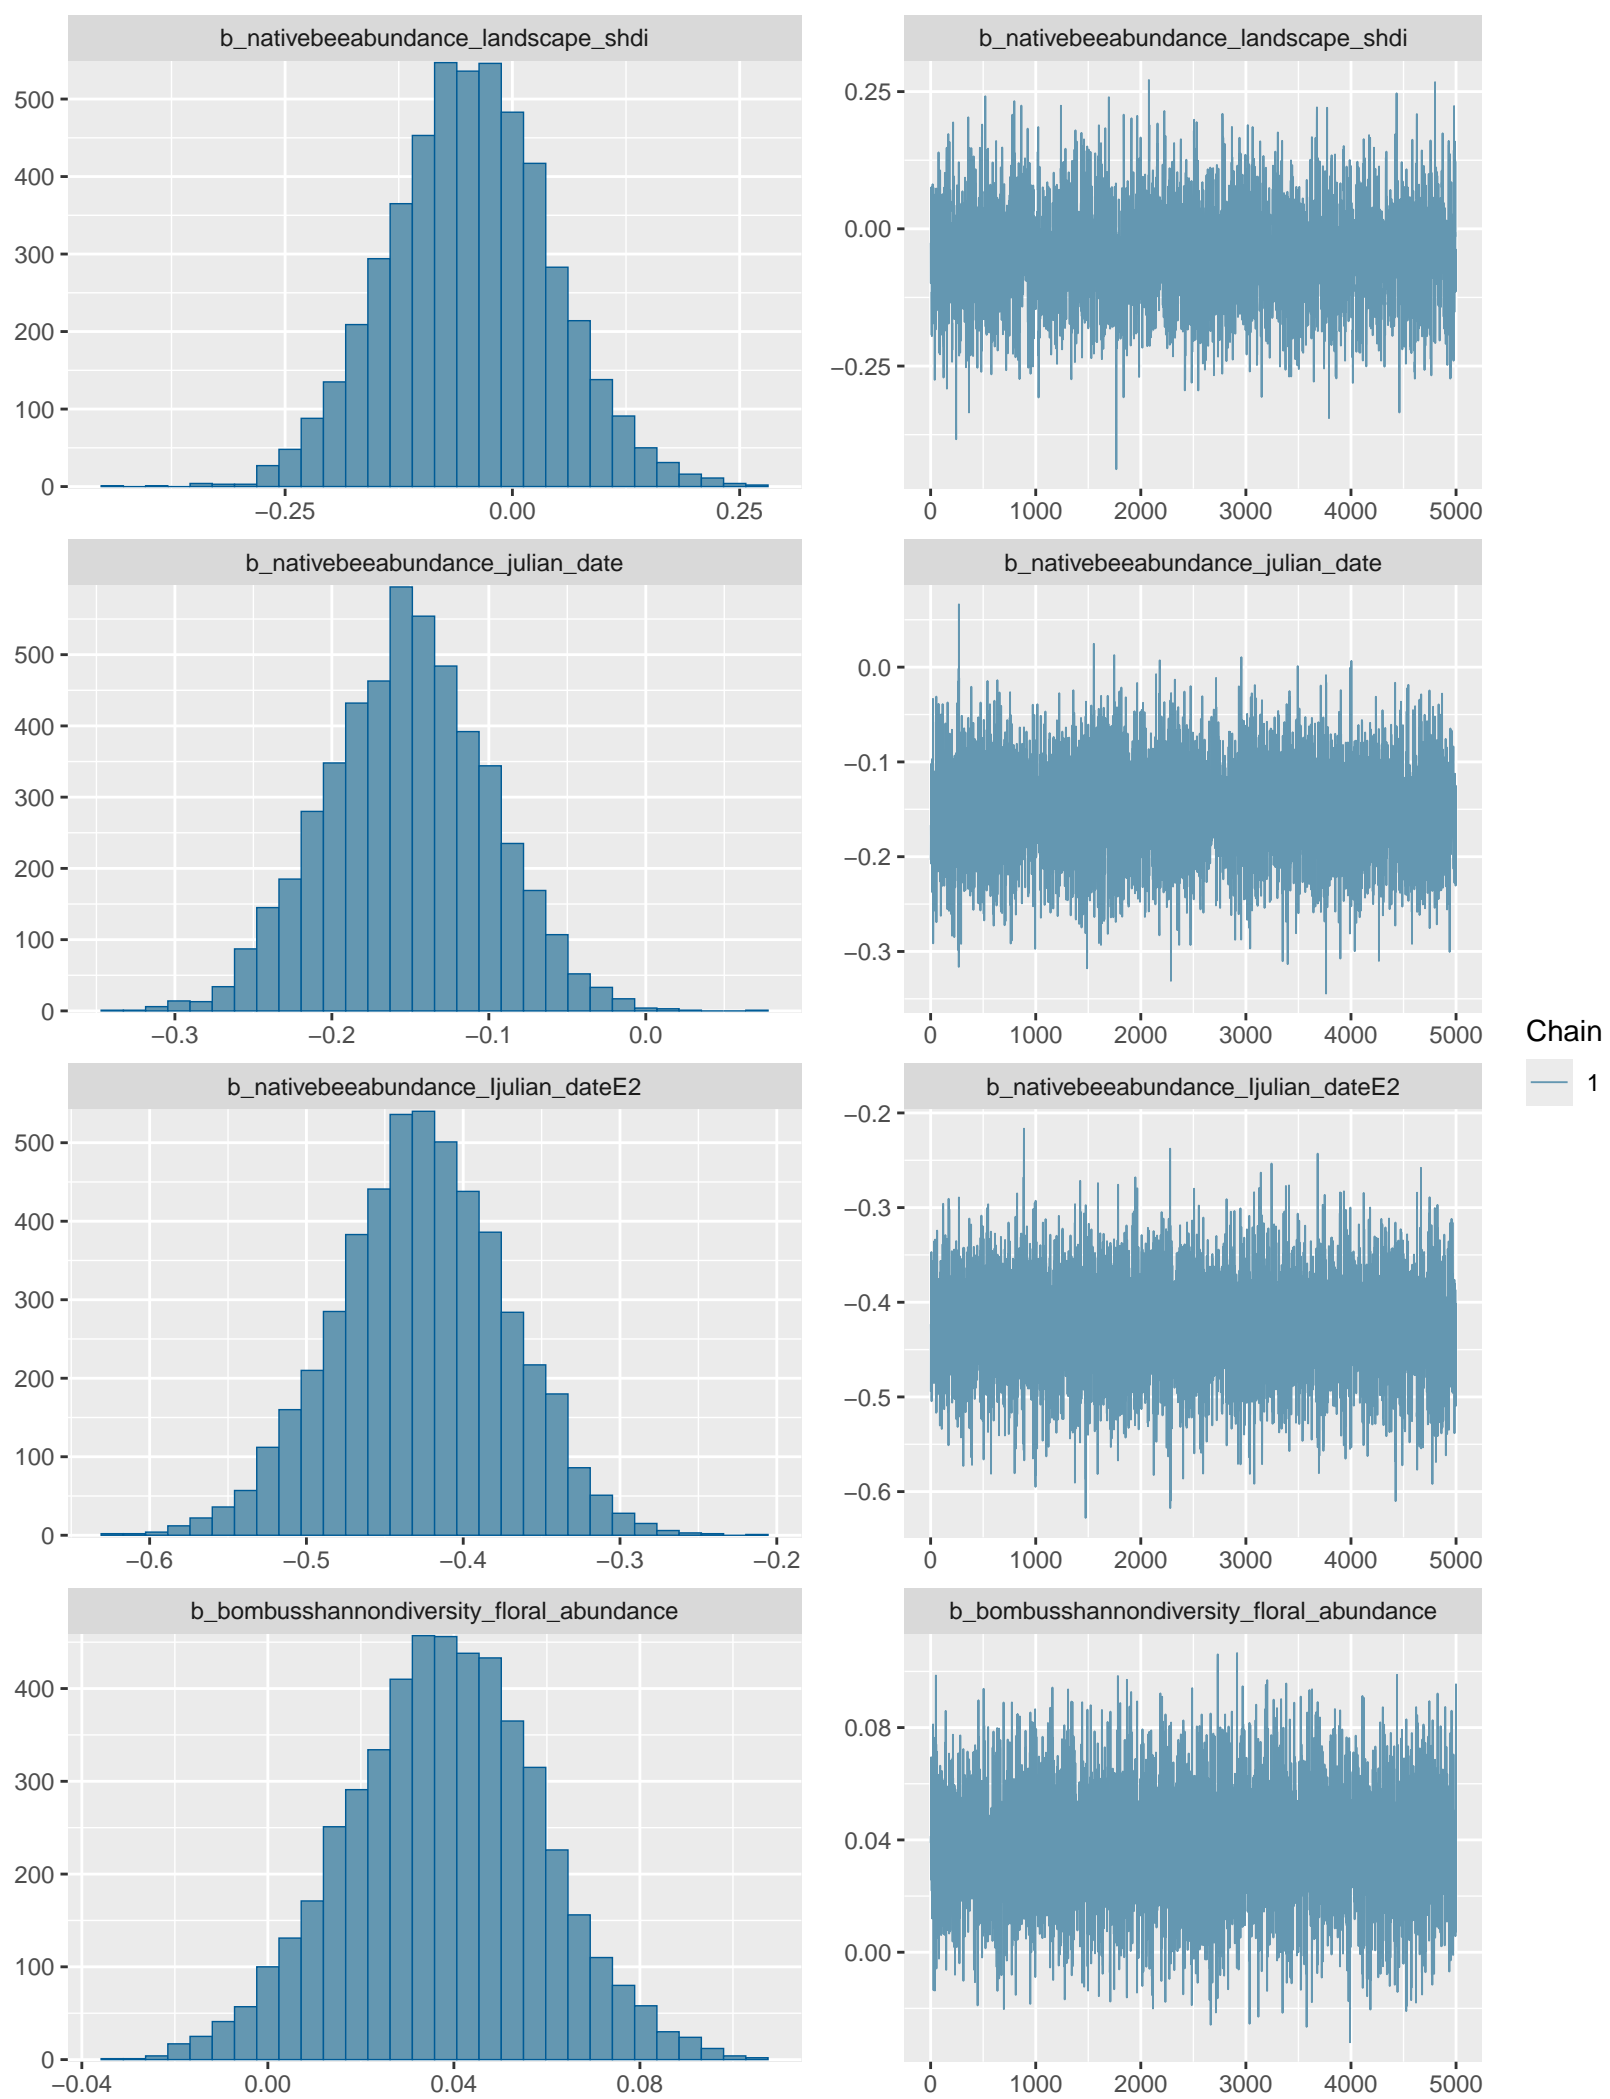 b_nativebeeabundance_landscape_shdi
b_nativebeeabundance_landscape_shdi
500
400
300
200
100
0
−0.25 0.00 0.25
0.25
0.00
−0.25
0 1000 2000 3000 4000 5000
b_nativebeeabundance_julian_date
b_nativebeeabundance_julian_date
500
400
300
200
100
0
−0.3 −0.2 −0.1 0.0
0.0
−0.1
−0.2
−0.3
0 1000 2000 3000 4000 5000
b_nativebeeabundance_Ijulian_dateE2
b_nativebeeabundance_Ijulian_dateE2
500
400
300
200
100
0
−0.6 −0.5 −0.4 −0.3 −0.2
−0.2
−0.3
−0.4
−0.5
−0.6
0 1000 2000 3000 4000 5000
b_bombusshannondiversity_floral_abundance
b_bombusshannondiversity_floral_abundance
400
300
200
100
0
−0.04 0.00 0.04 0.08
0.08
0.04
0.00
0 1000 2000 3000 4000 5000
Chain
1